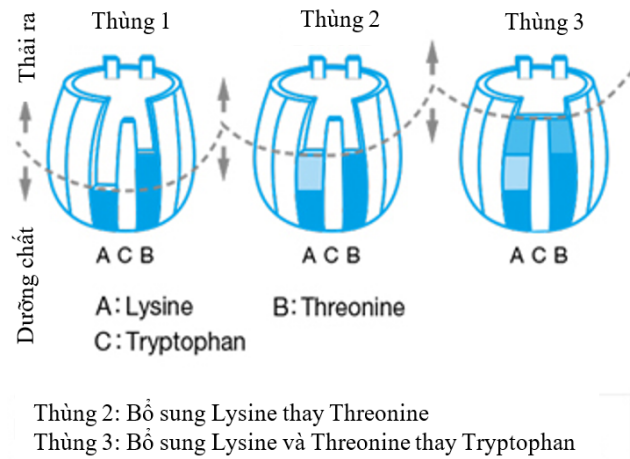 Thùng 1
Thùng 2
Thùng 3
Thải ra
Dưỡng chất
A C B
A C B
A C B
A: Lysine
B: Threonine
C: Tryptophan
Thùng 2: Bổ sung Lysine thay Threonine
Thùng 3: Bổ sung Lysine và Threonine thay Tryptophan